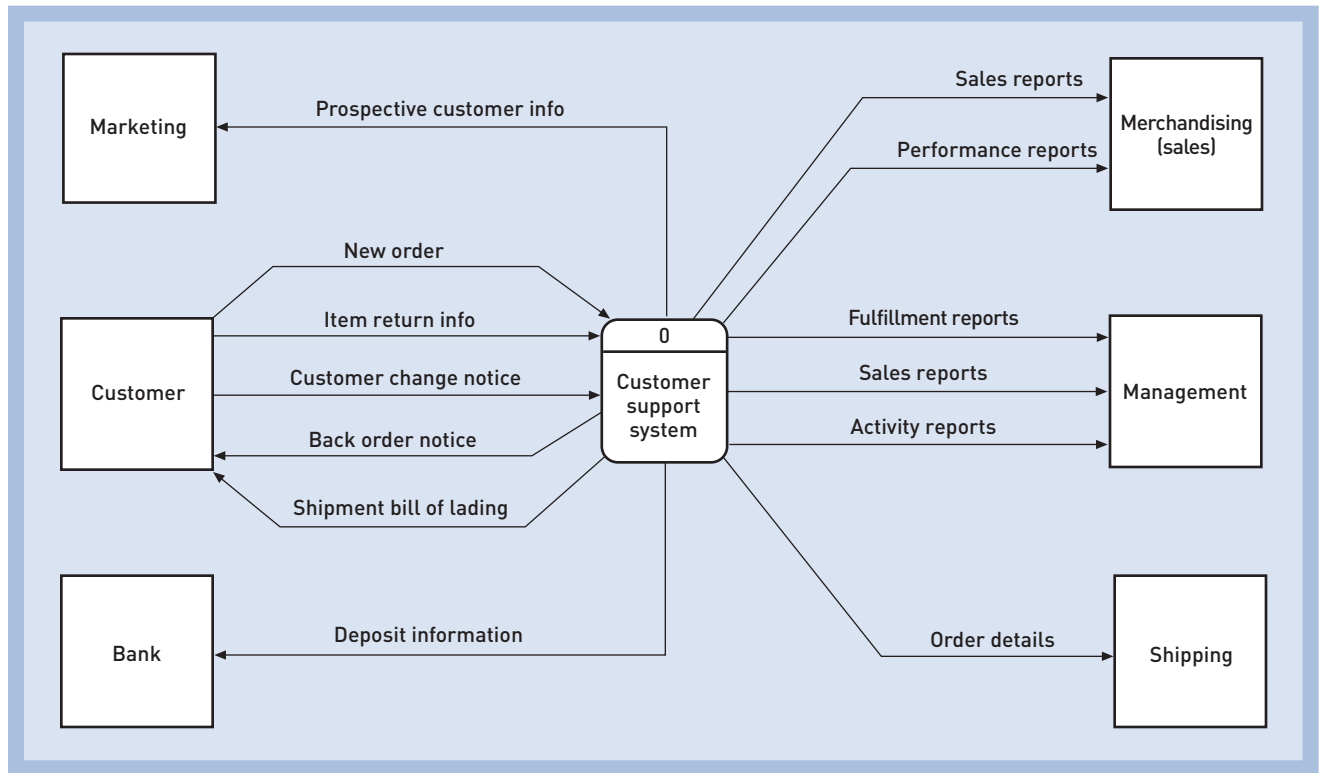 Marketing
Prospective customer info
Sales reports
Performance reports
Merchandising
(sales)
New order
Item return info
Customer change notice
Back order notice
Shipment bill of lading
Customer
0
Customer
support
system
Fulfillment reports
Sales reports
Activity reports
Management
Bank
Deposit information
Order details
Shipping